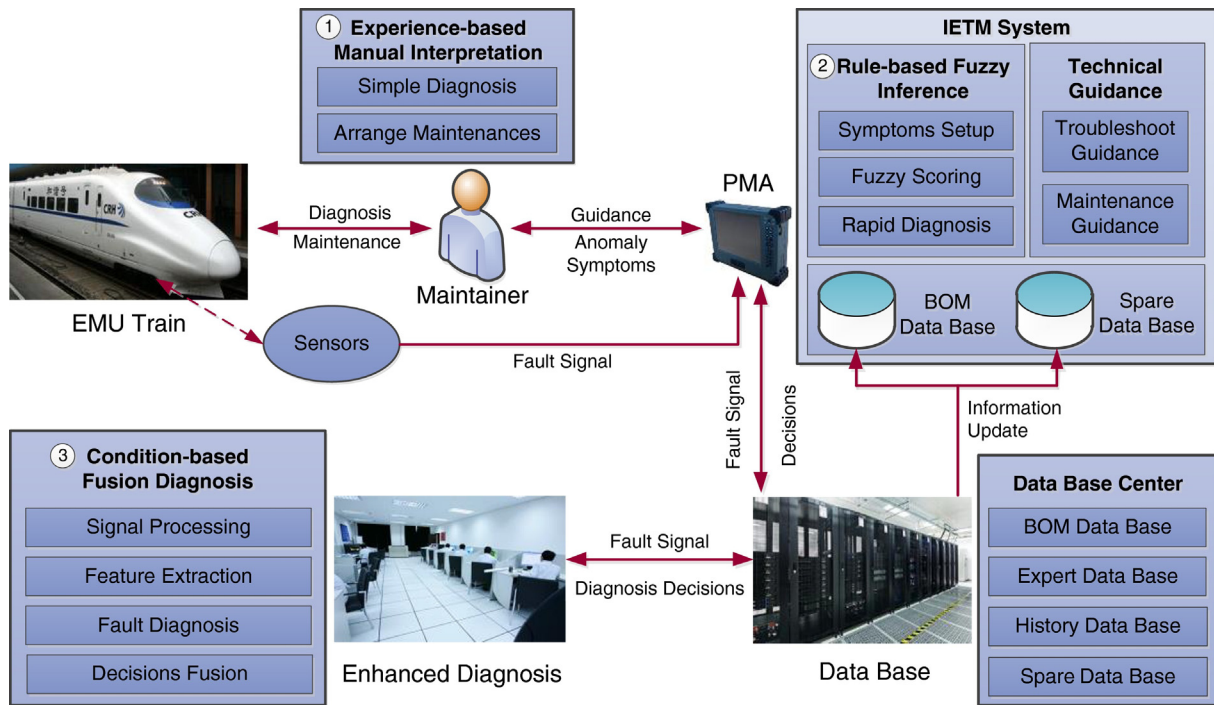 1
Experience-based
Manual Interpretation
Simple Diagnosis
Arrange Maintenances
IETM System
2
Rule-based Fuzzy
Inference
Symptoms Setup
Fuzzy Scoring
Rapid Diagnosis
Technical
Guidance
Troubleshoot
Guidance
Maintenance
Guidance
BOM
Data Base
Spare
Data Base
CRH
EMU Train
Diagnosis
Maintenance
Maintainer
Guidance
Anomaly
Symptoms
PMA
Sensors
Fault Signal
Fault Signal
Decisions
Information
Update
3
Condition-based
Fusion Diagnosis
Signal Processing
Feature Extraction
Fault Diagnosis
Decisions Fusion
Enhanced Diagnosis
Fault Signal
Diagnosis Decisions
Data Base
Data Base Center
BOM Data Base
Expert Data Base
History Data Base
Spare Data Base